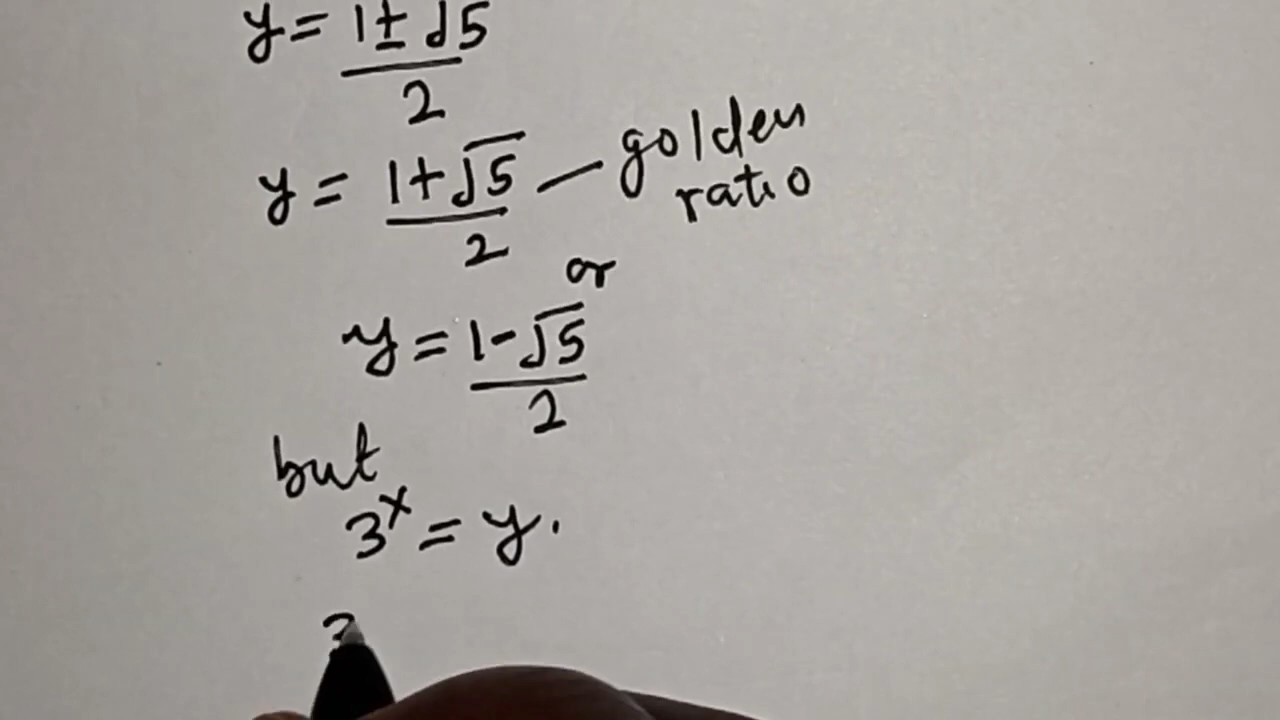 y = 1 ± √5 / 2
y = 1 + √5 / 2 — golden ratio
or
y = 1 - √5 / 2
but
3^x = y.